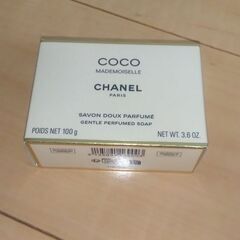 COCO
MADEMOISELLE
CHANEL
PARIS
SAVON DOUX PARFUMÉ
GENTLE PERFUMED SOAP
POIDS NET 100 g
NET WT. 3.6 OZ.